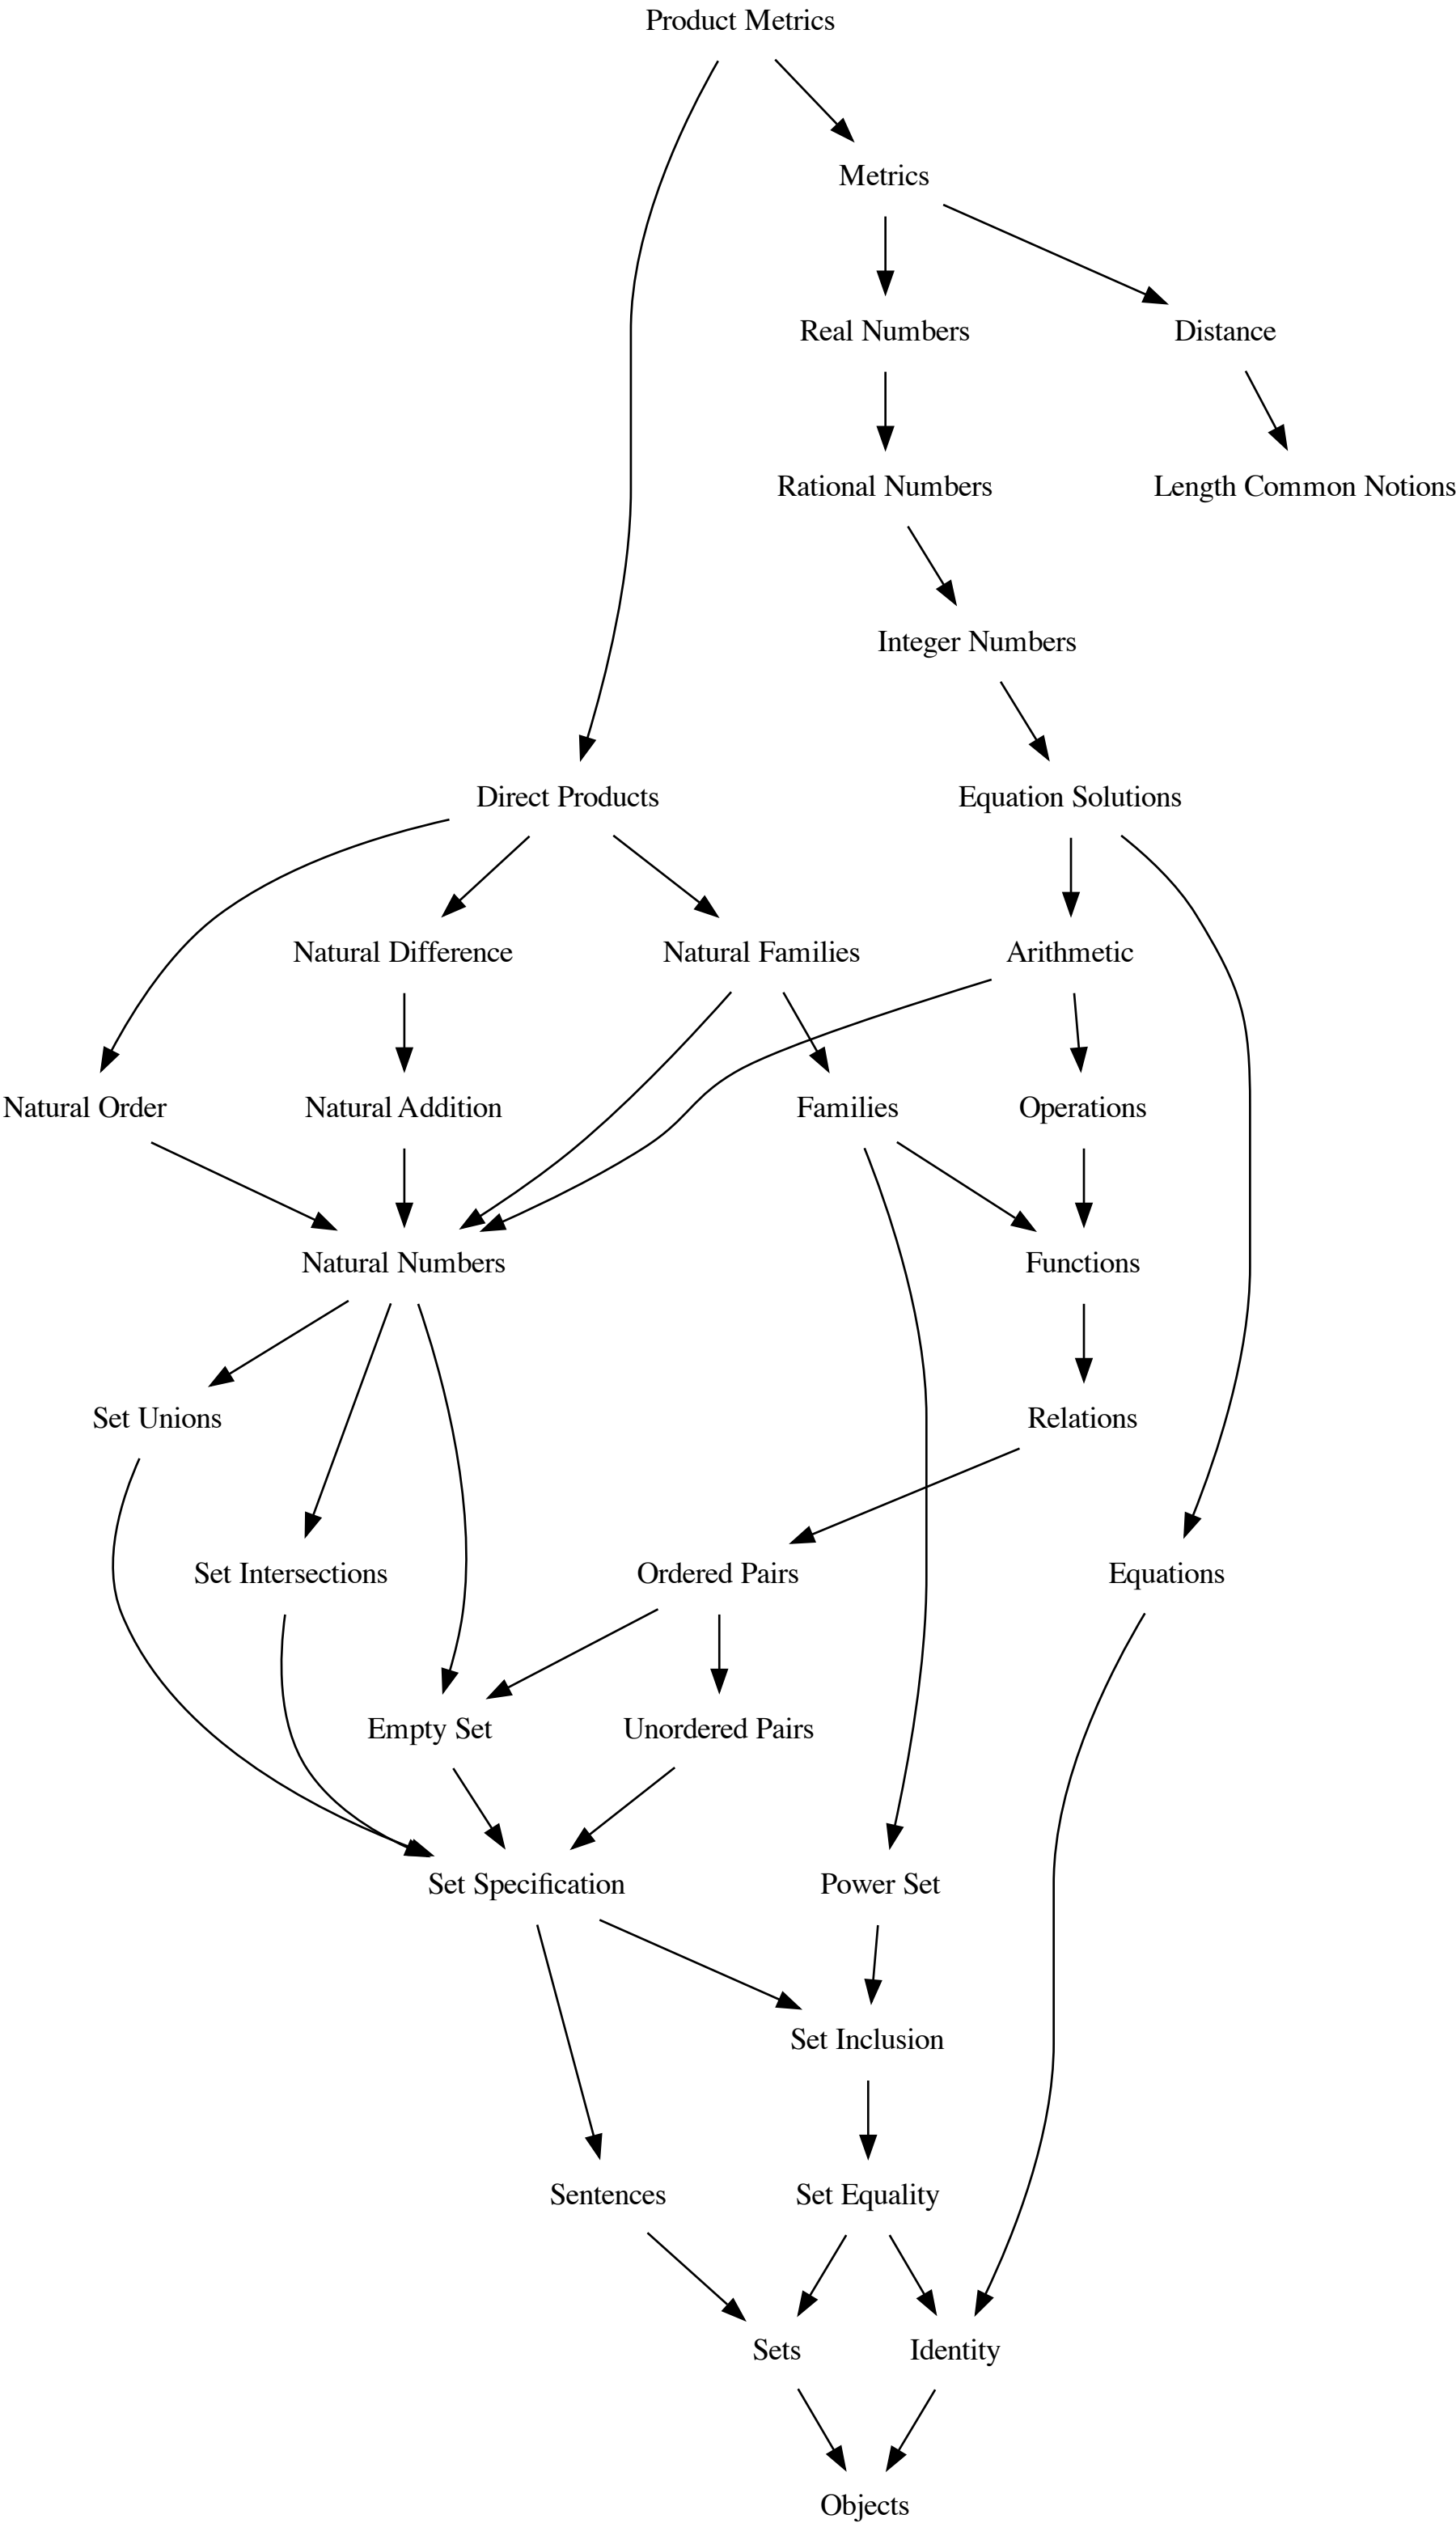 Product Metrics
Metrics
Real Numbers
Distance
Rational Numbers
Length Common Notions
Integer Numbers
Direct Products
Equation Solutions
Natural Difference
Natural Families
Arithmetic
Natural Order
Natural Addition
Families
Operations
Natural Numbers
Functions
Set Unions
Relations
Set Intersections
Ordered Pairs
Equations
Empty Set
Unordered Pairs
Set Specification
Power Set
Set Inclusion
Sentences
Set Equality
Sets
Identity
Objects